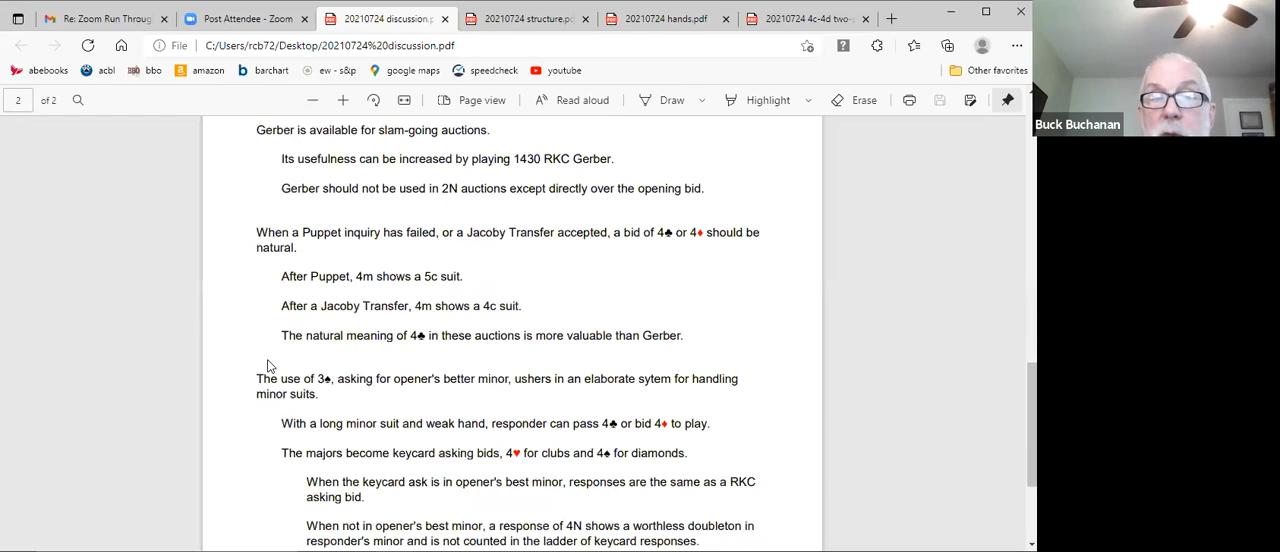 Re: Zoom Run Throug
Post Attendee - Zoom
20210724 discussion.p
20210724 structure.p
20210724 hands.pdf
20210724 4c-4d two-
File
C:/Users/rcb72/Desktop/20210724%20discussion.pdf
abebooks
acbl
bbo
amazon
barchart
ew - s&p
google maps
speedcheck
youtube
Other favorites
2 of 2
Page view
Read aloud
Draw
Highlight
Erase
Buck Buchanan
Gerber is available for slam-going auctions.
Its usefulness can be increased by playing 1430 RKC Gerber.
Gerber should not be used in 2N auctions except directly over the opening bid.
When a Puppet inquiry has failed, or a Jacoby Transfer accepted, a bid of 4♣ or 4♦ should be
natural.
After Puppet, 4m shows a 5c suit.
After a Jacoby Transfer, 4m shows a 4c suit.
The natural meaning of 4♣ in these auctions is more valuable than Gerber.
The use of 3♠, asking for opener's better minor, ushers in an elaborate sytem for handling
minor suits.
With a long minor suit and weak hand, responder can pass 4♣ or bid 4♦ to play.
The majors become keycard asking bids, 4♥ for clubs and 4♠ for diamonds.
When the keycard ask is in opener's best minor, responses are the same as a RKC
asking bid.
When not in opener's best minor, a response of 4N shows a worthless doubleton in
responder's minor and is not counted in the ladder of keycard responses.